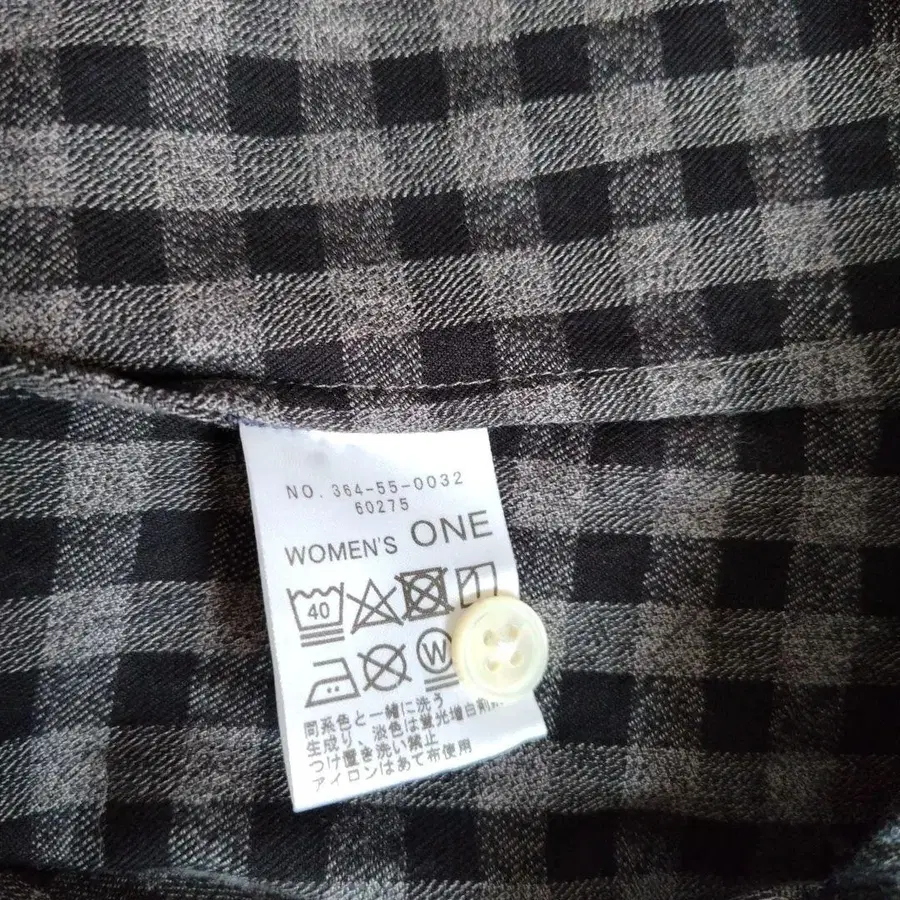 NO. 364-55-0032
60275
WOMEN'S ONE
40
W
同系色と一緒に洗う
生成り、淡色は蛍光増白剤
つけ置き洗い禁止
アイロンはあて布使用